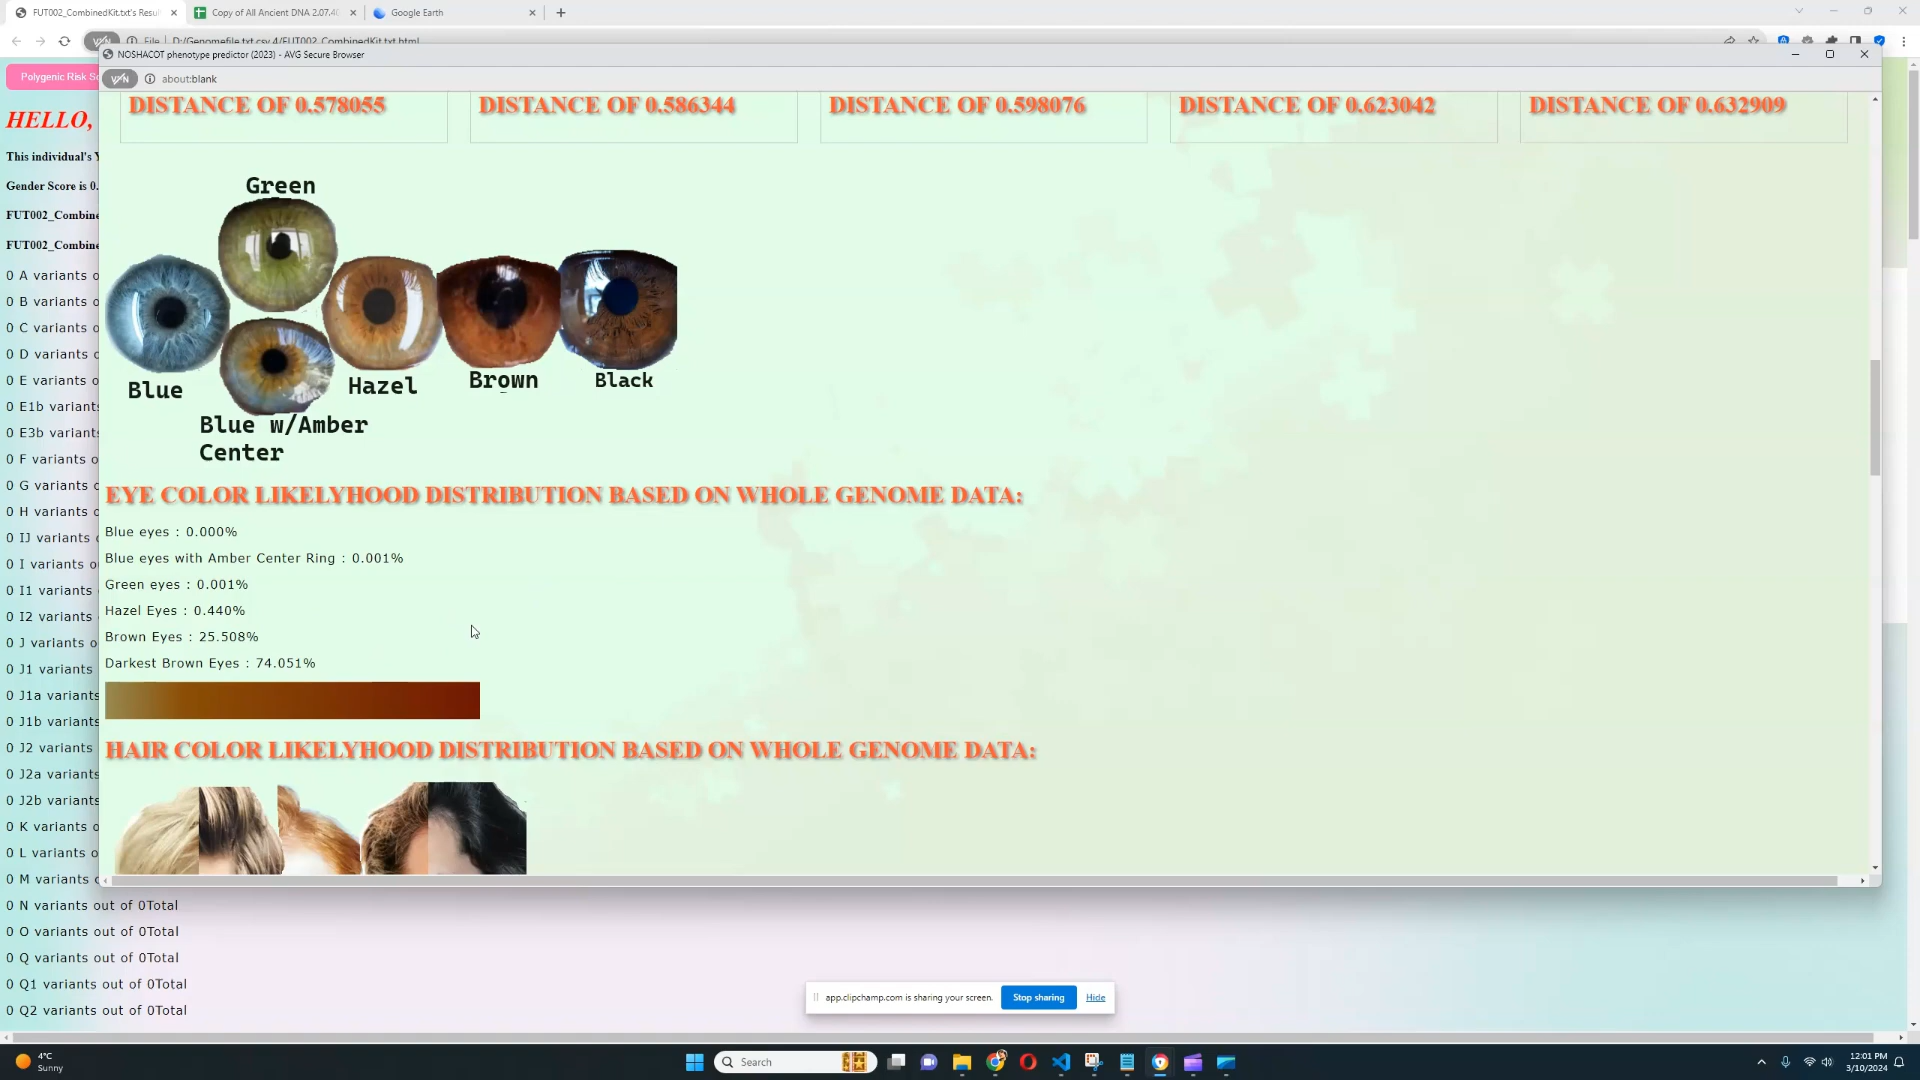 FUT002_CombinedKit.txt's Resu
Copy of All Ancient DNA 2.07.40
Google Earth
File D:/Genomefile.txt csv 4/FUT002_CombinedKit.txt.html
NOSHACOT phenotype predictor (2023) - AVG Secure Browser
VPN about:blank
Polygenic Risk Sc
HELLO,
This individual's Y
Gender Score is 0.
FUT002_Combine
FUT002_Combine
0 A variants o
0 B variants o
0 C variants o
0 D variants o
0 E variants o
0 E1b variants
0 E3b variants
0 F variants o
0 G variants o
0 H variants o
0 IJ variants o
0 I variants ou
0 I1 variants
0 I2 variants
0 J variants o
0 J1 variants
0 J1a variants
0 J1b variants
0 J2 variants
0 J2a variants
0 J2b variants
0 K variants o
0 L variants o
0 M variants o
0 N variants out of 0Total
0 O variants out of 0Total
0 Q variants out of 0Total
0 Q1 variants out of 0Total
0 Q2 variants out of 0Total
DISTANCE OF 0.578055
DISTANCE OF 0.586344
DISTANCE OF 0.598076
DISTANCE OF 0.623042
DISTANCE OF 0.632909
Green
Blue
Hazel
Brown
Black
Blue w/Amber
Center
EYE COLOR LIKELYHOOD DISTRIBUTION BASED ON WHOLE GENOME DATA:
Blue eyes : 0.000%
Blue eyes with Amber Center Ring : 0.001%
Green eyes : 0.001%
Hazel Eyes : 0.440%
Brown Eyes : 25.508%
Darkest Brown Eyes : 74.051%
HAIR COLOR LIKELYHOOD DISTRIBUTION BASED ON WHOLE GENOME DATA:
app.clipchamp.com is sharing your screen.
Stop sharing
Hide
4°C
Sunny
Search
12:01 PM
3/10/2024